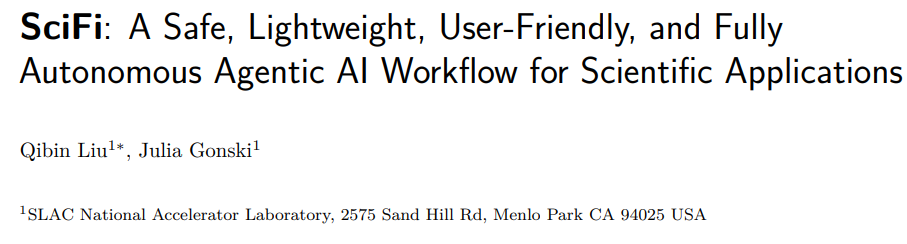 SciFi: A Safe, Lightweight, User-Friendly, and Fully
Autonomous Agentic AI Workflow for Scientific Applications
Qibin Liu¹*, Julia Gonski¹
¹SLAC National Accelerator Laboratory, 2575 Sand Hill Rd, Menlo Park CA 94025 USA